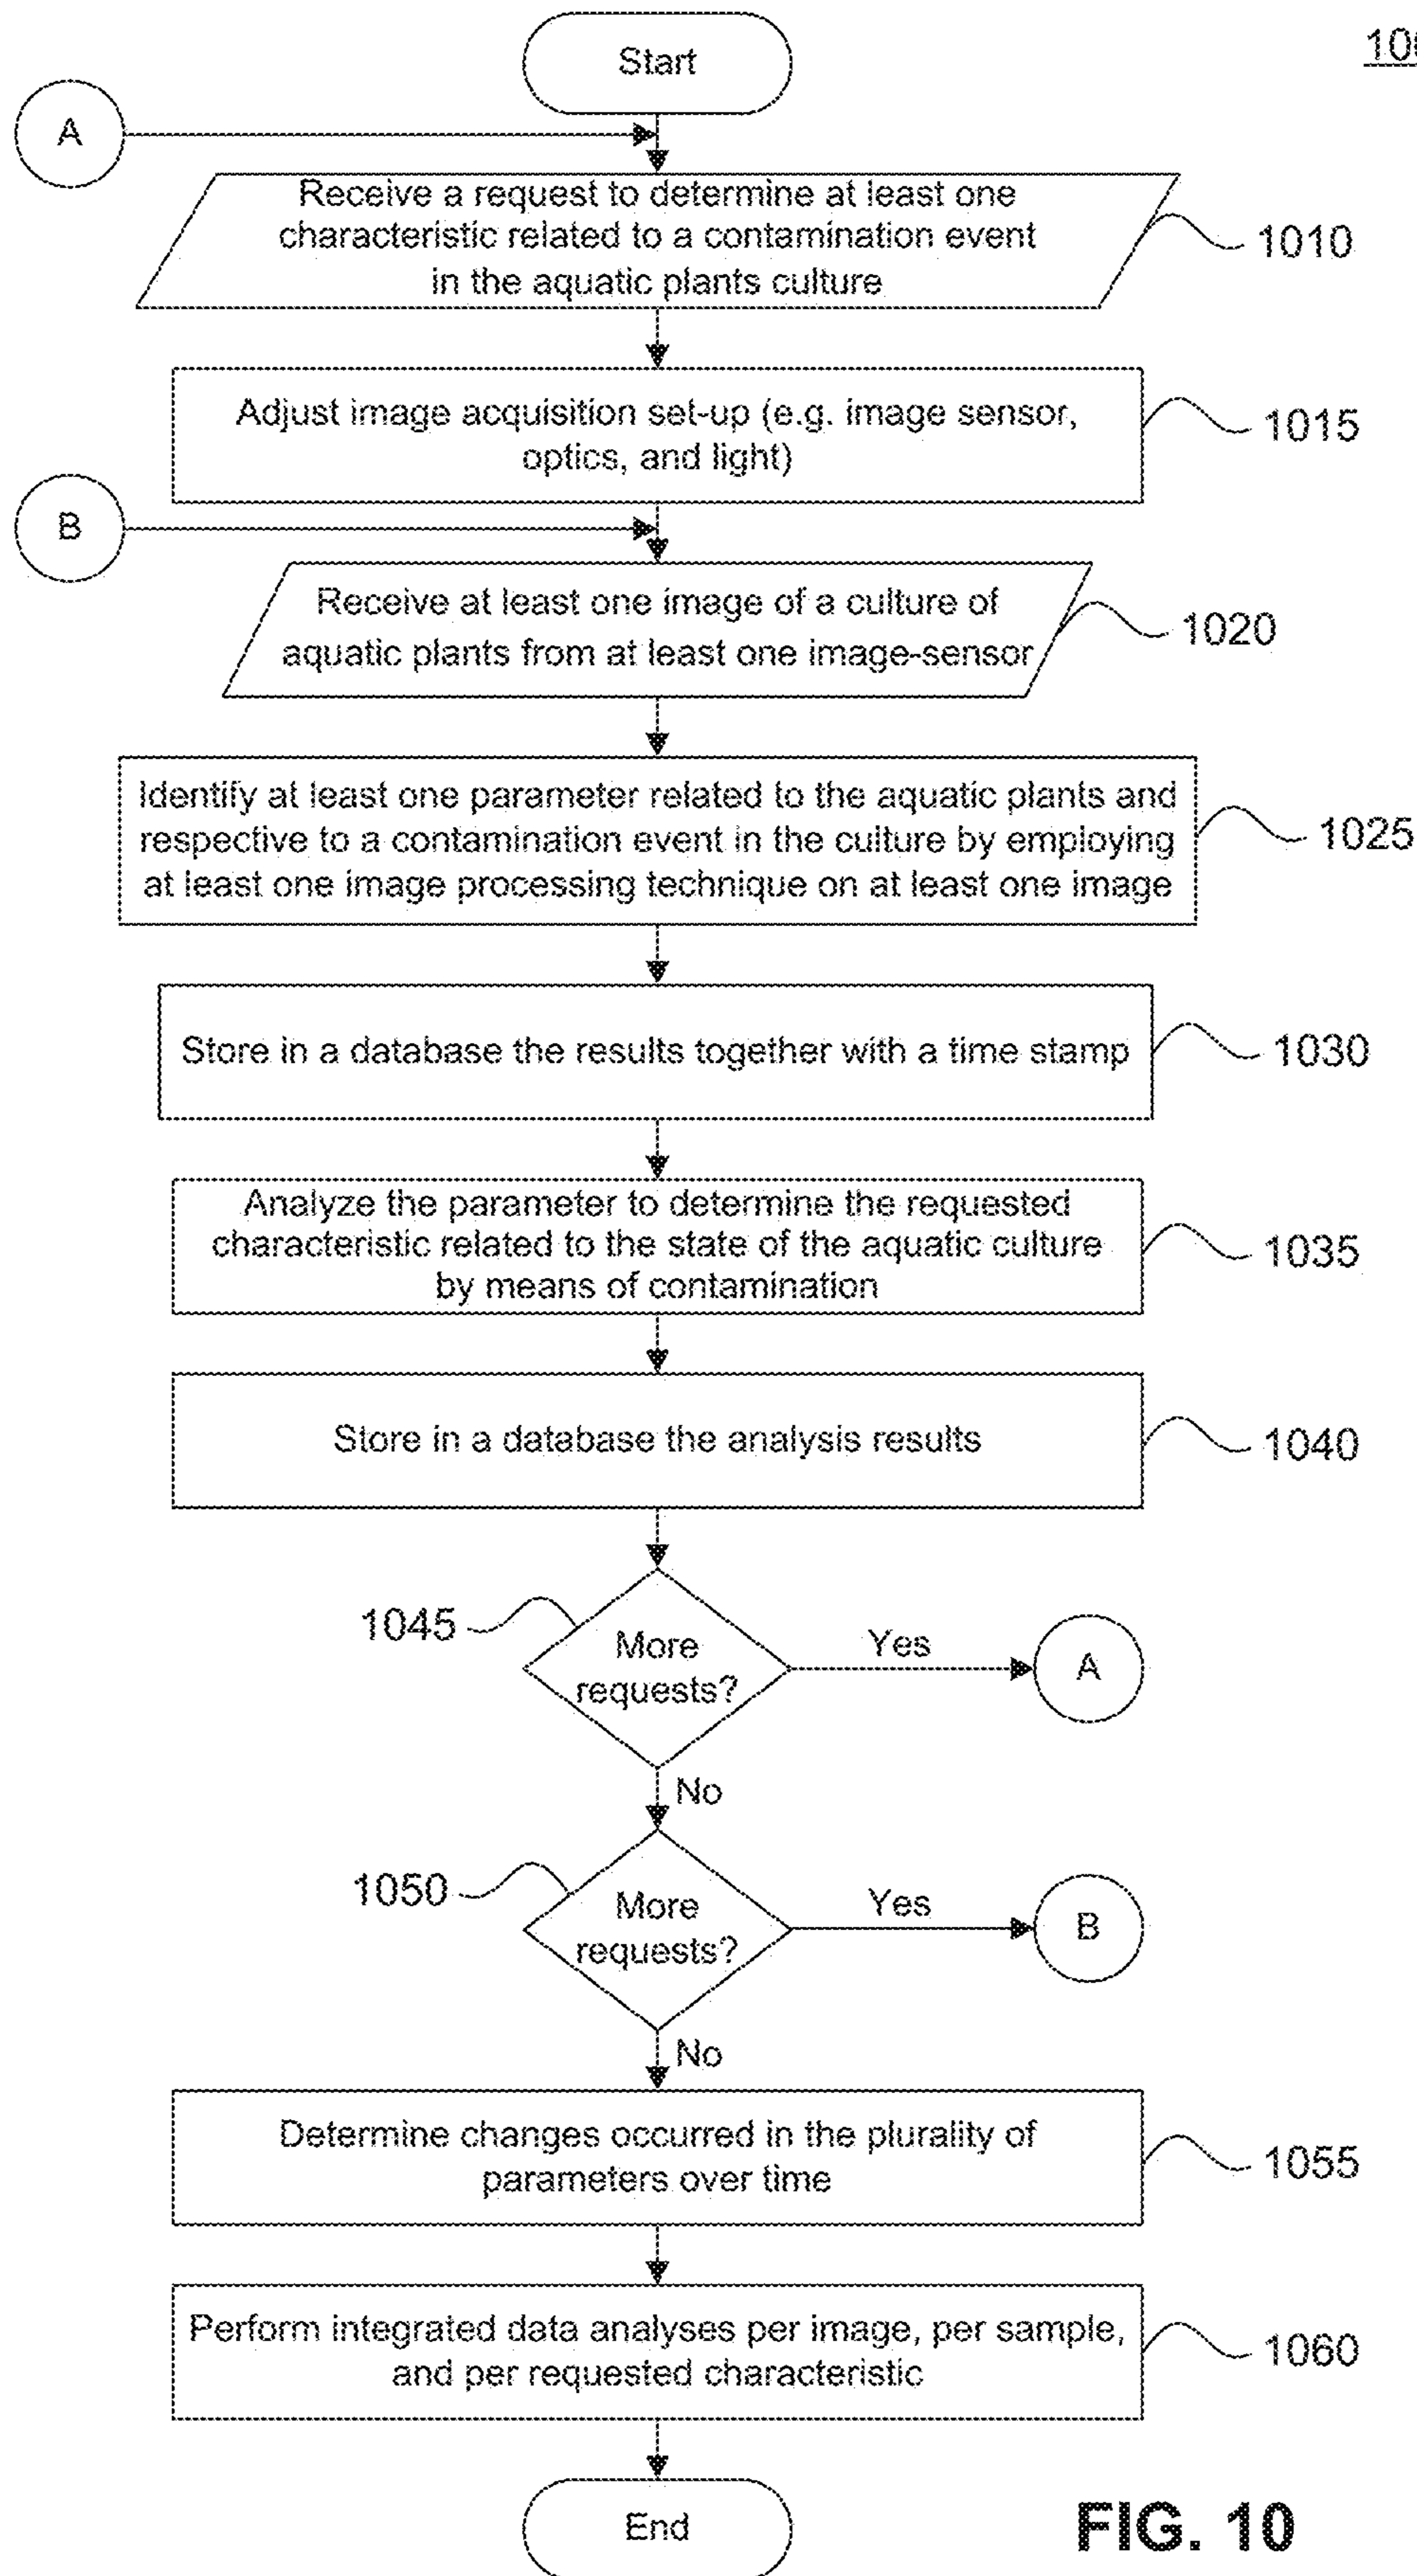 Start
A
Receive a request to determine at least one
characteristic related to a contamination event
in the aquatic plants culture
1010
Adjust image acquisition set-up (e.g. image sensor,
optics, and light)
1015
B
Receive at least one image of a culture of
aquatic plants from at least one image-sensor
1020
Identify at least one parameter related to the aquatic plants and
respective to a contamination event in the culture by employing
at least one image processing technique on at least one image
1025
Store in a database the results together with a time stamp
1030
Analyze the parameter to determine the requested
characteristic related to the state of the aquatic culture
by means of contamination
1035
Store in a database the analysis results
1040
1045
More
requests?
Yes
A
No
1050
More
requests?
Yes
B
No
Determine changes occurred in the plurality of
parameters over time
1055
Perform integrated data analyses per image, per sample,
and per requested characteristic
1060
End
FIG. 10